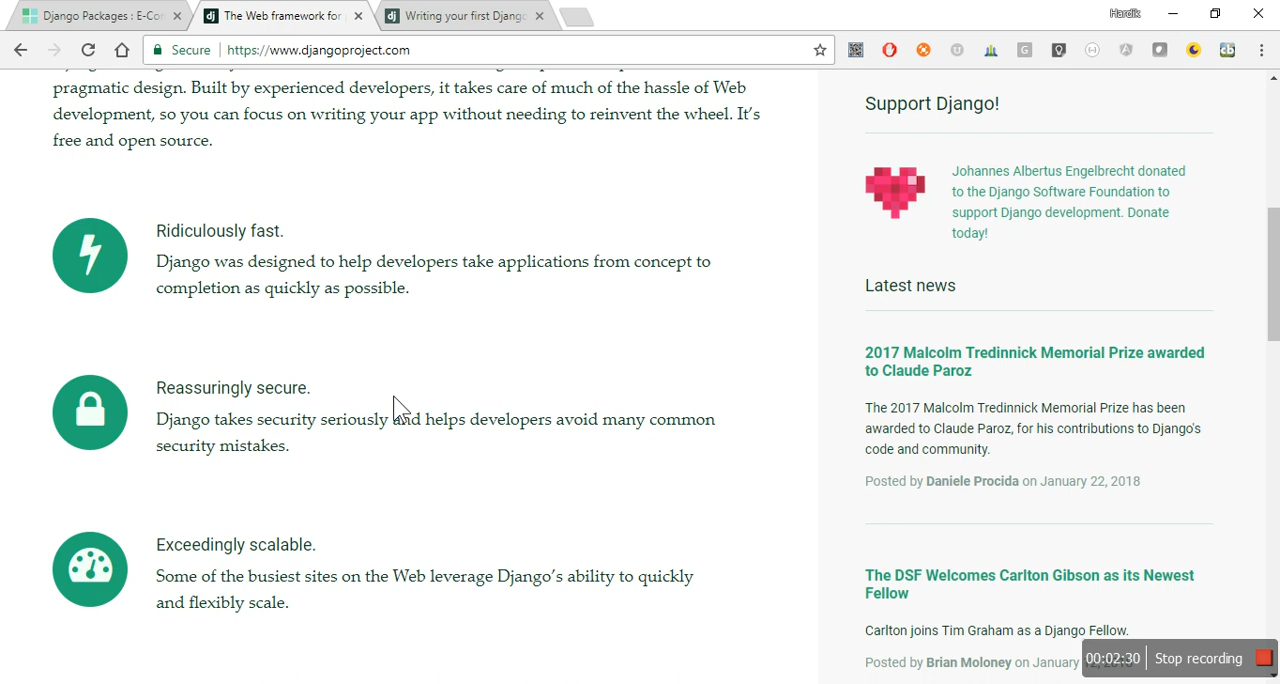 Django Packages : E-Con
The Web framework for
Writing your first Django
Hardik
Secure
https://www.djangoproject.com
pragmatic design. Built by experienced developers, it takes care of much of the hassle of Web
development, so you can focus on writing your app without needing to reinvent the wheel. It's
free and open source.
Ridiculously fast.
Django was designed to help developers take applications from concept to
completion as quickly as possible.
Reassuringly secure.
Django takes security seriously and helps developers avoid many common
security mistakes.
Exceedingly scalable.
Some of the busiest sites on the Web leverage Django's ability to quickly
and flexibly scale.
Support Django!
Johannes Albertus Engelbrecht donated
to the Django Software Foundation to
support Django development. Donate
today!
Latest news
2017 Malcolm Tredinnick Memorial Prize awarded
to Claude Paroz
The 2017 Malcolm Tredinnick Memorial Prize has been
awarded to Claude Paroz, for his contributions to Django's
code and community.
Posted by Daniele Procida on January 22, 2018
The DSF Welcomes Carlton Gibson as its Newest
Fellow
Carlton joins Tim Graham as a Django Fellow.
Posted by Brian Moloney on January
00:02:30 Stop recording